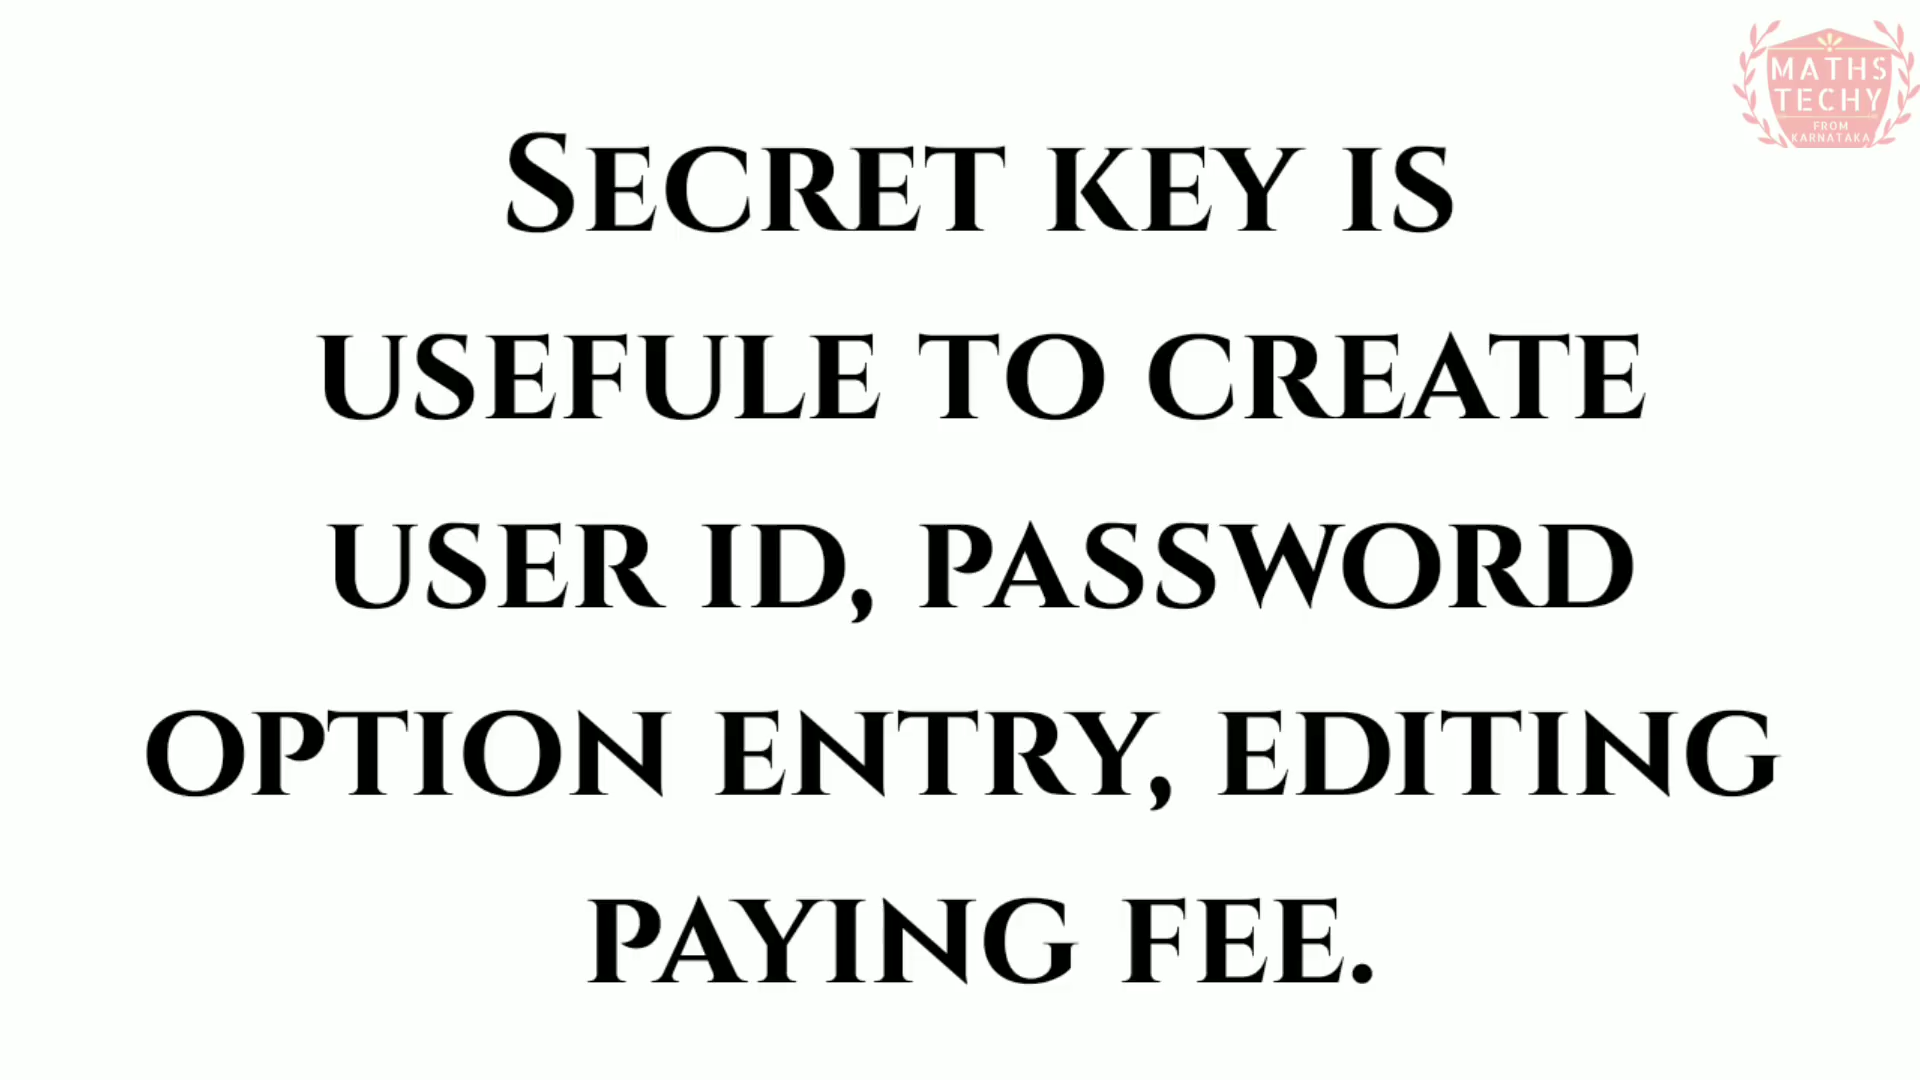 MATHS
TECHY
FROM
KARNATAKA
Secret key is
usefule to create
user id, password
option entry, editing
paying fee.